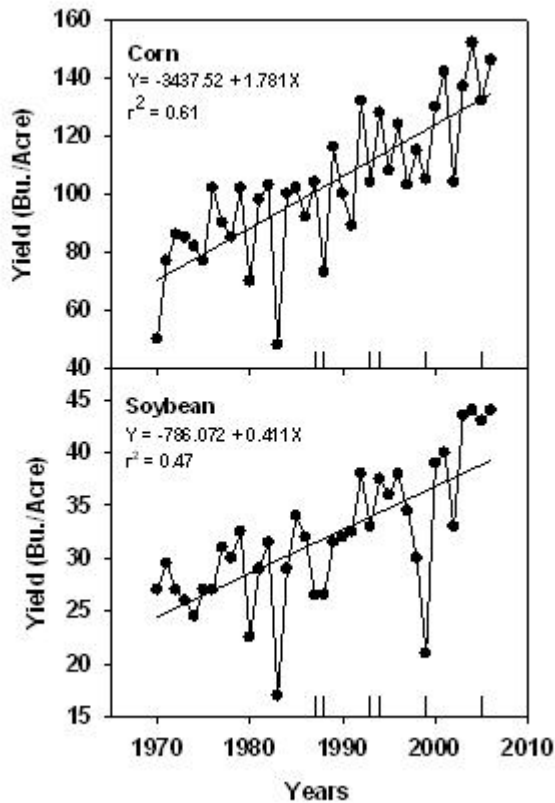 160
Corn
Y= -3437.52 + 1.781X
r² = 0.61
140
120
100
80
60
40
Yield (Bu./Acre)
Soybean
Y = -786.072 + 0.411X
r² = 0.47
45
40
35
30
25
20
15
Yield (Bu./Acre)
1970 1980 1990 2000 2010
Years